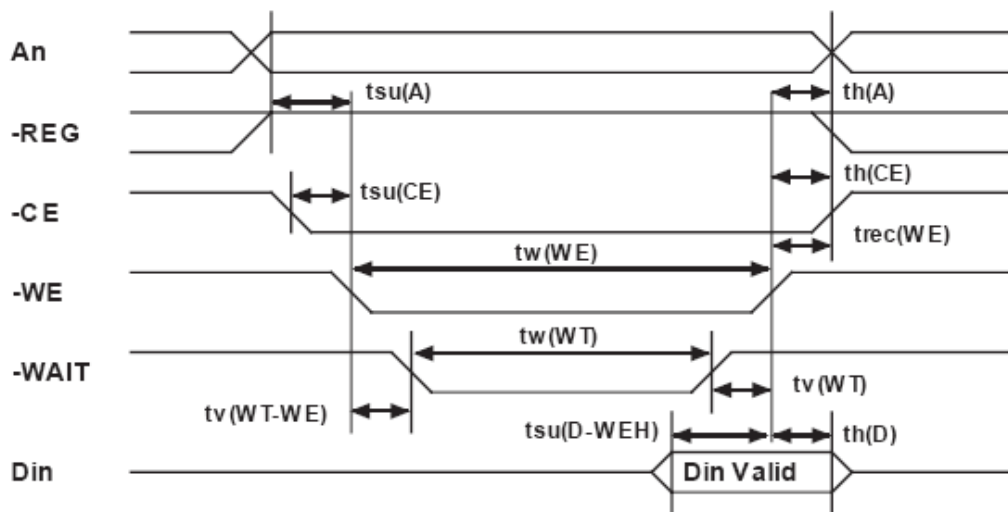 An
tsu(A)
th(A)
-REG
tsu(CE)
th(CE)
-CE
tw(WE)
trec(WE)
-WE
tw(WT)
-WAIT
tv(WT-WE)
tv(WT)
tsu(D-WEH)
th(D)
Din
Din Valid